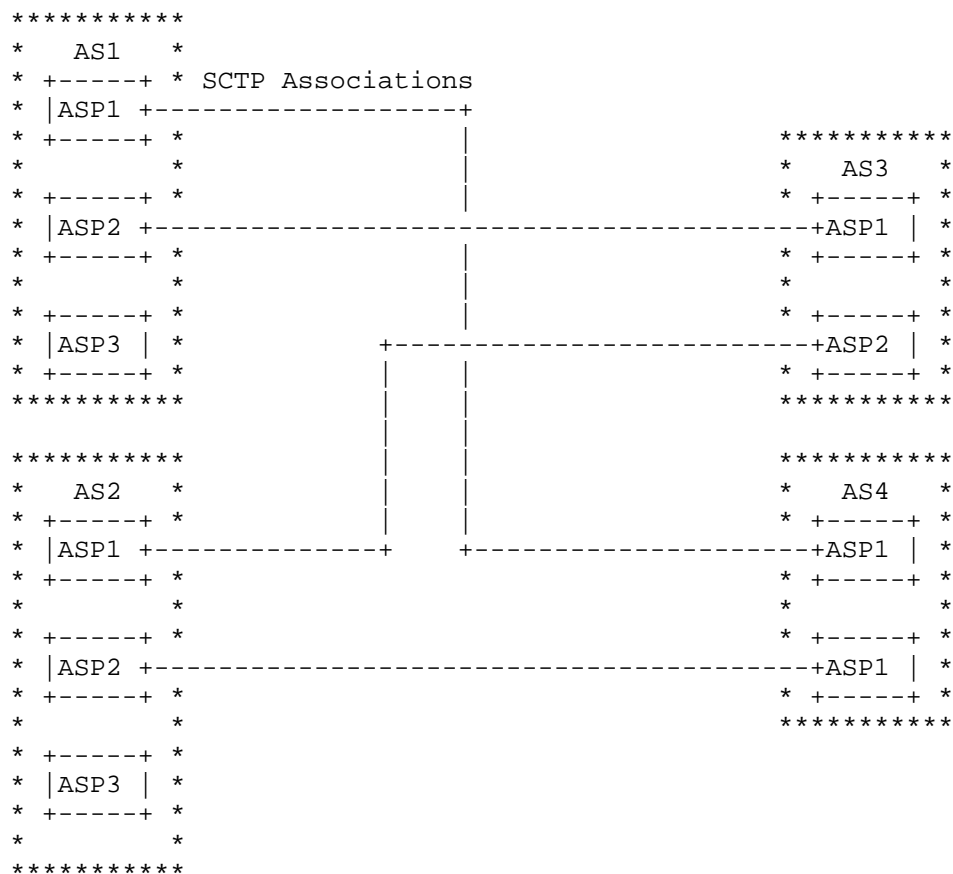 AS1
SCTP Associations
ASP1
AS3
ASP2 ASP1
ASP3 ASP2
AS2 AS4
ASP1 ASP1
ASP2 ASP1
ASP3